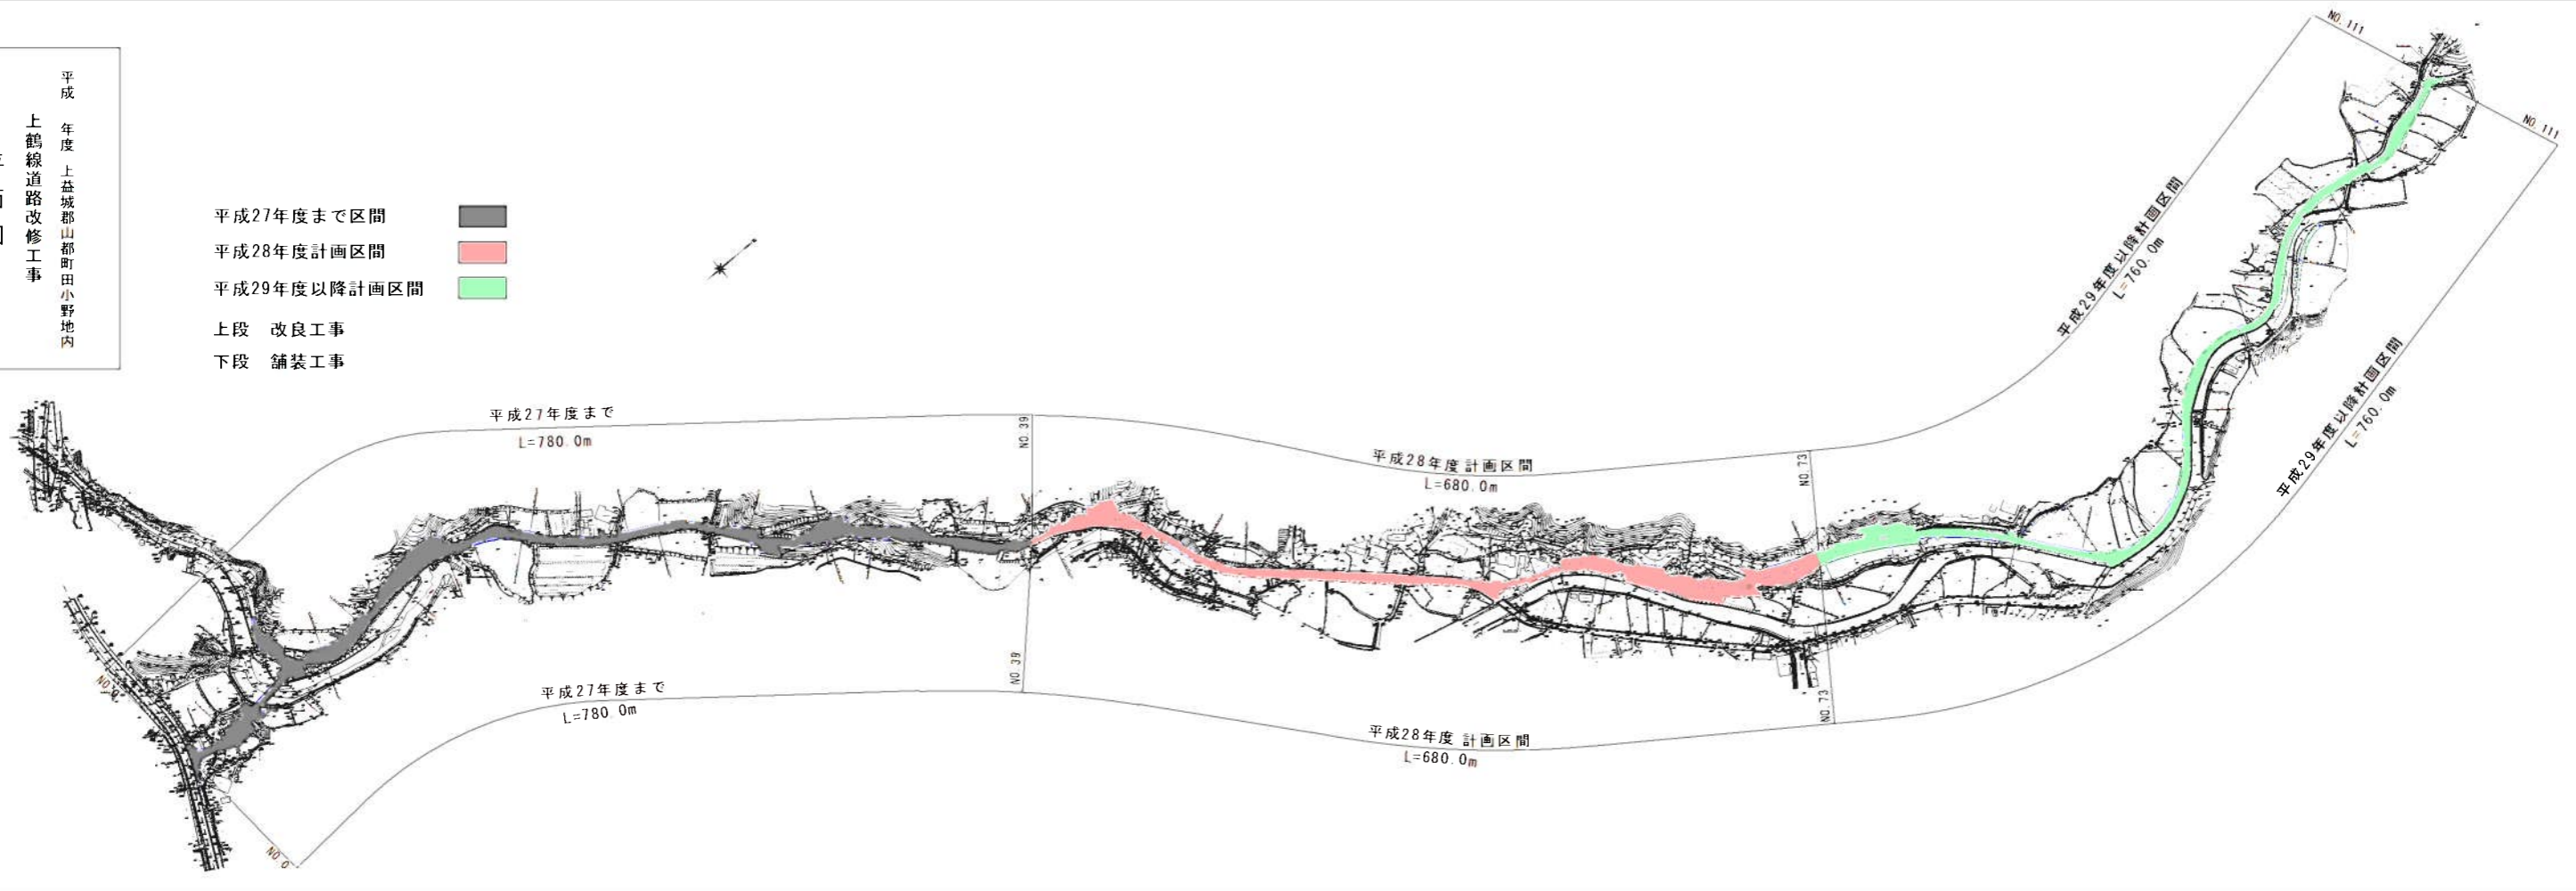 平成　年度　上益城郡山都町田小野地内
上鶴線道路改修工事
平成27年度まで区間
平成28年度計画区間
平成29年度以降計画区間
上段　改良工事
下段　舗装工事
平成27年度まで
L=780.0m
NO.39
平成28年度計画区間
L=680.0m
NO.73
平成29年度以降計画区間
L=760.0m
NO.111
NO.0
平成27年度まで
L=780.0m
NO.39
平成28年度 計画区間
L=680.0m
NO.73
平成29年度以降計画区間
L=760.0m
NO.111
NO.0